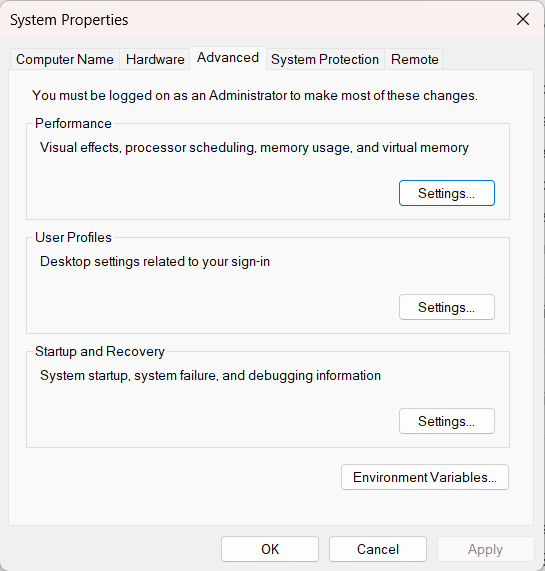 System Properties
Computer Name Hardware Advanced System Protection Remote
You must be logged on as an Administrator to make most of these changes.
Performance
Visual effects, processor scheduling, memory usage, and virtual memory
Settings...
User Profiles
Desktop settings related to your sign-in
Settings...
Startup and Recovery
System startup, system failure, and debugging information
Settings...
Environment Variables...
OK Cancel Apply